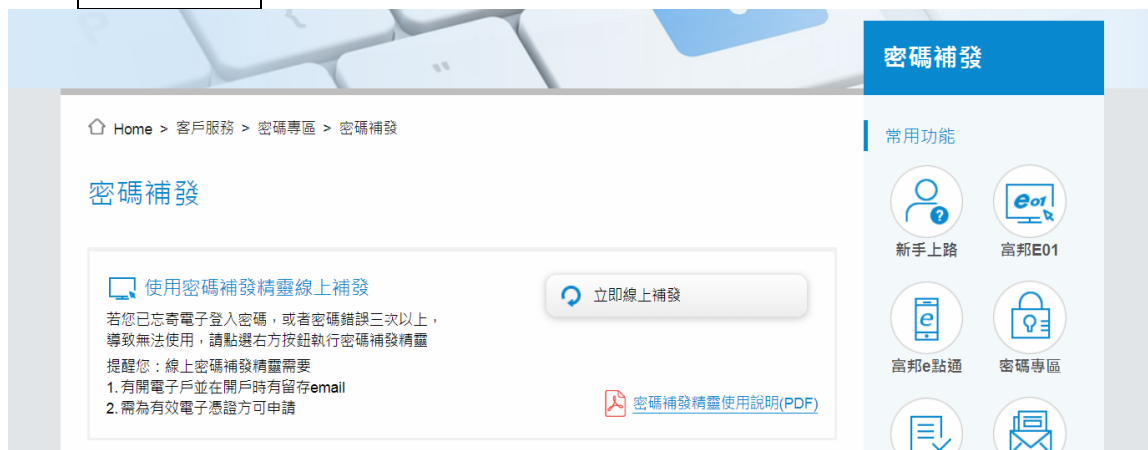 密碼補發
Home > 客戶服務 > 密碼專區 > 密碼補發
常用功能
密碼補發
新手上路
e01
富邦E01
使用密碼補發精靈線上補發
立即線上補發
若您已忘寄電子登入密碼，或者密碼錯誤三次以上，
導致無法使用，請點選右方按鈕執行密碼補發精靈
提醒您：線上密碼補發精靈需要
1. 有開電子戶並在開戶時有留存email
2. 需為有效電子憑證方可申請
密碼補發精靈使用說明(PDF)
e
富邦e點通
密碼專區